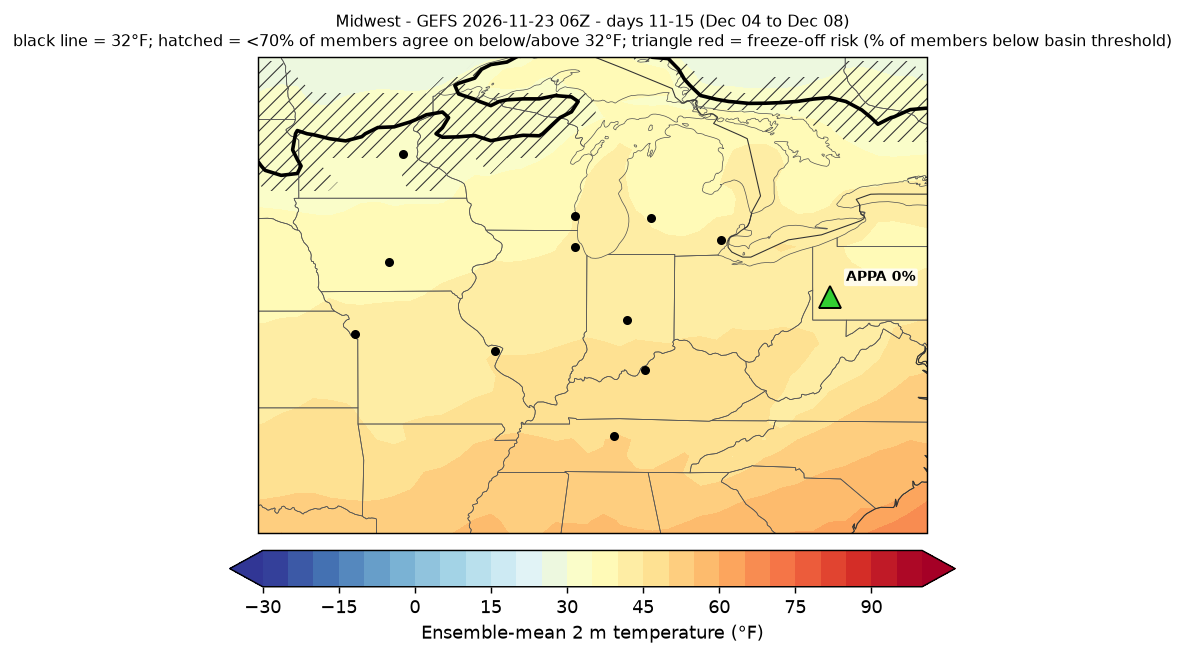 Midwest - GEFS 2026-11-23 06Z - days 11-15 (Dec 04 to Dec 08)
black line = 32°F; hatched = <70% of members agree on below/above 32°F; triangle red = freeze-off risk (% of members below basin threshold)
APPA 0%
−30 −15 0 15 30 45 60 75 90
Ensemble-mean 2 m temperature (°F)